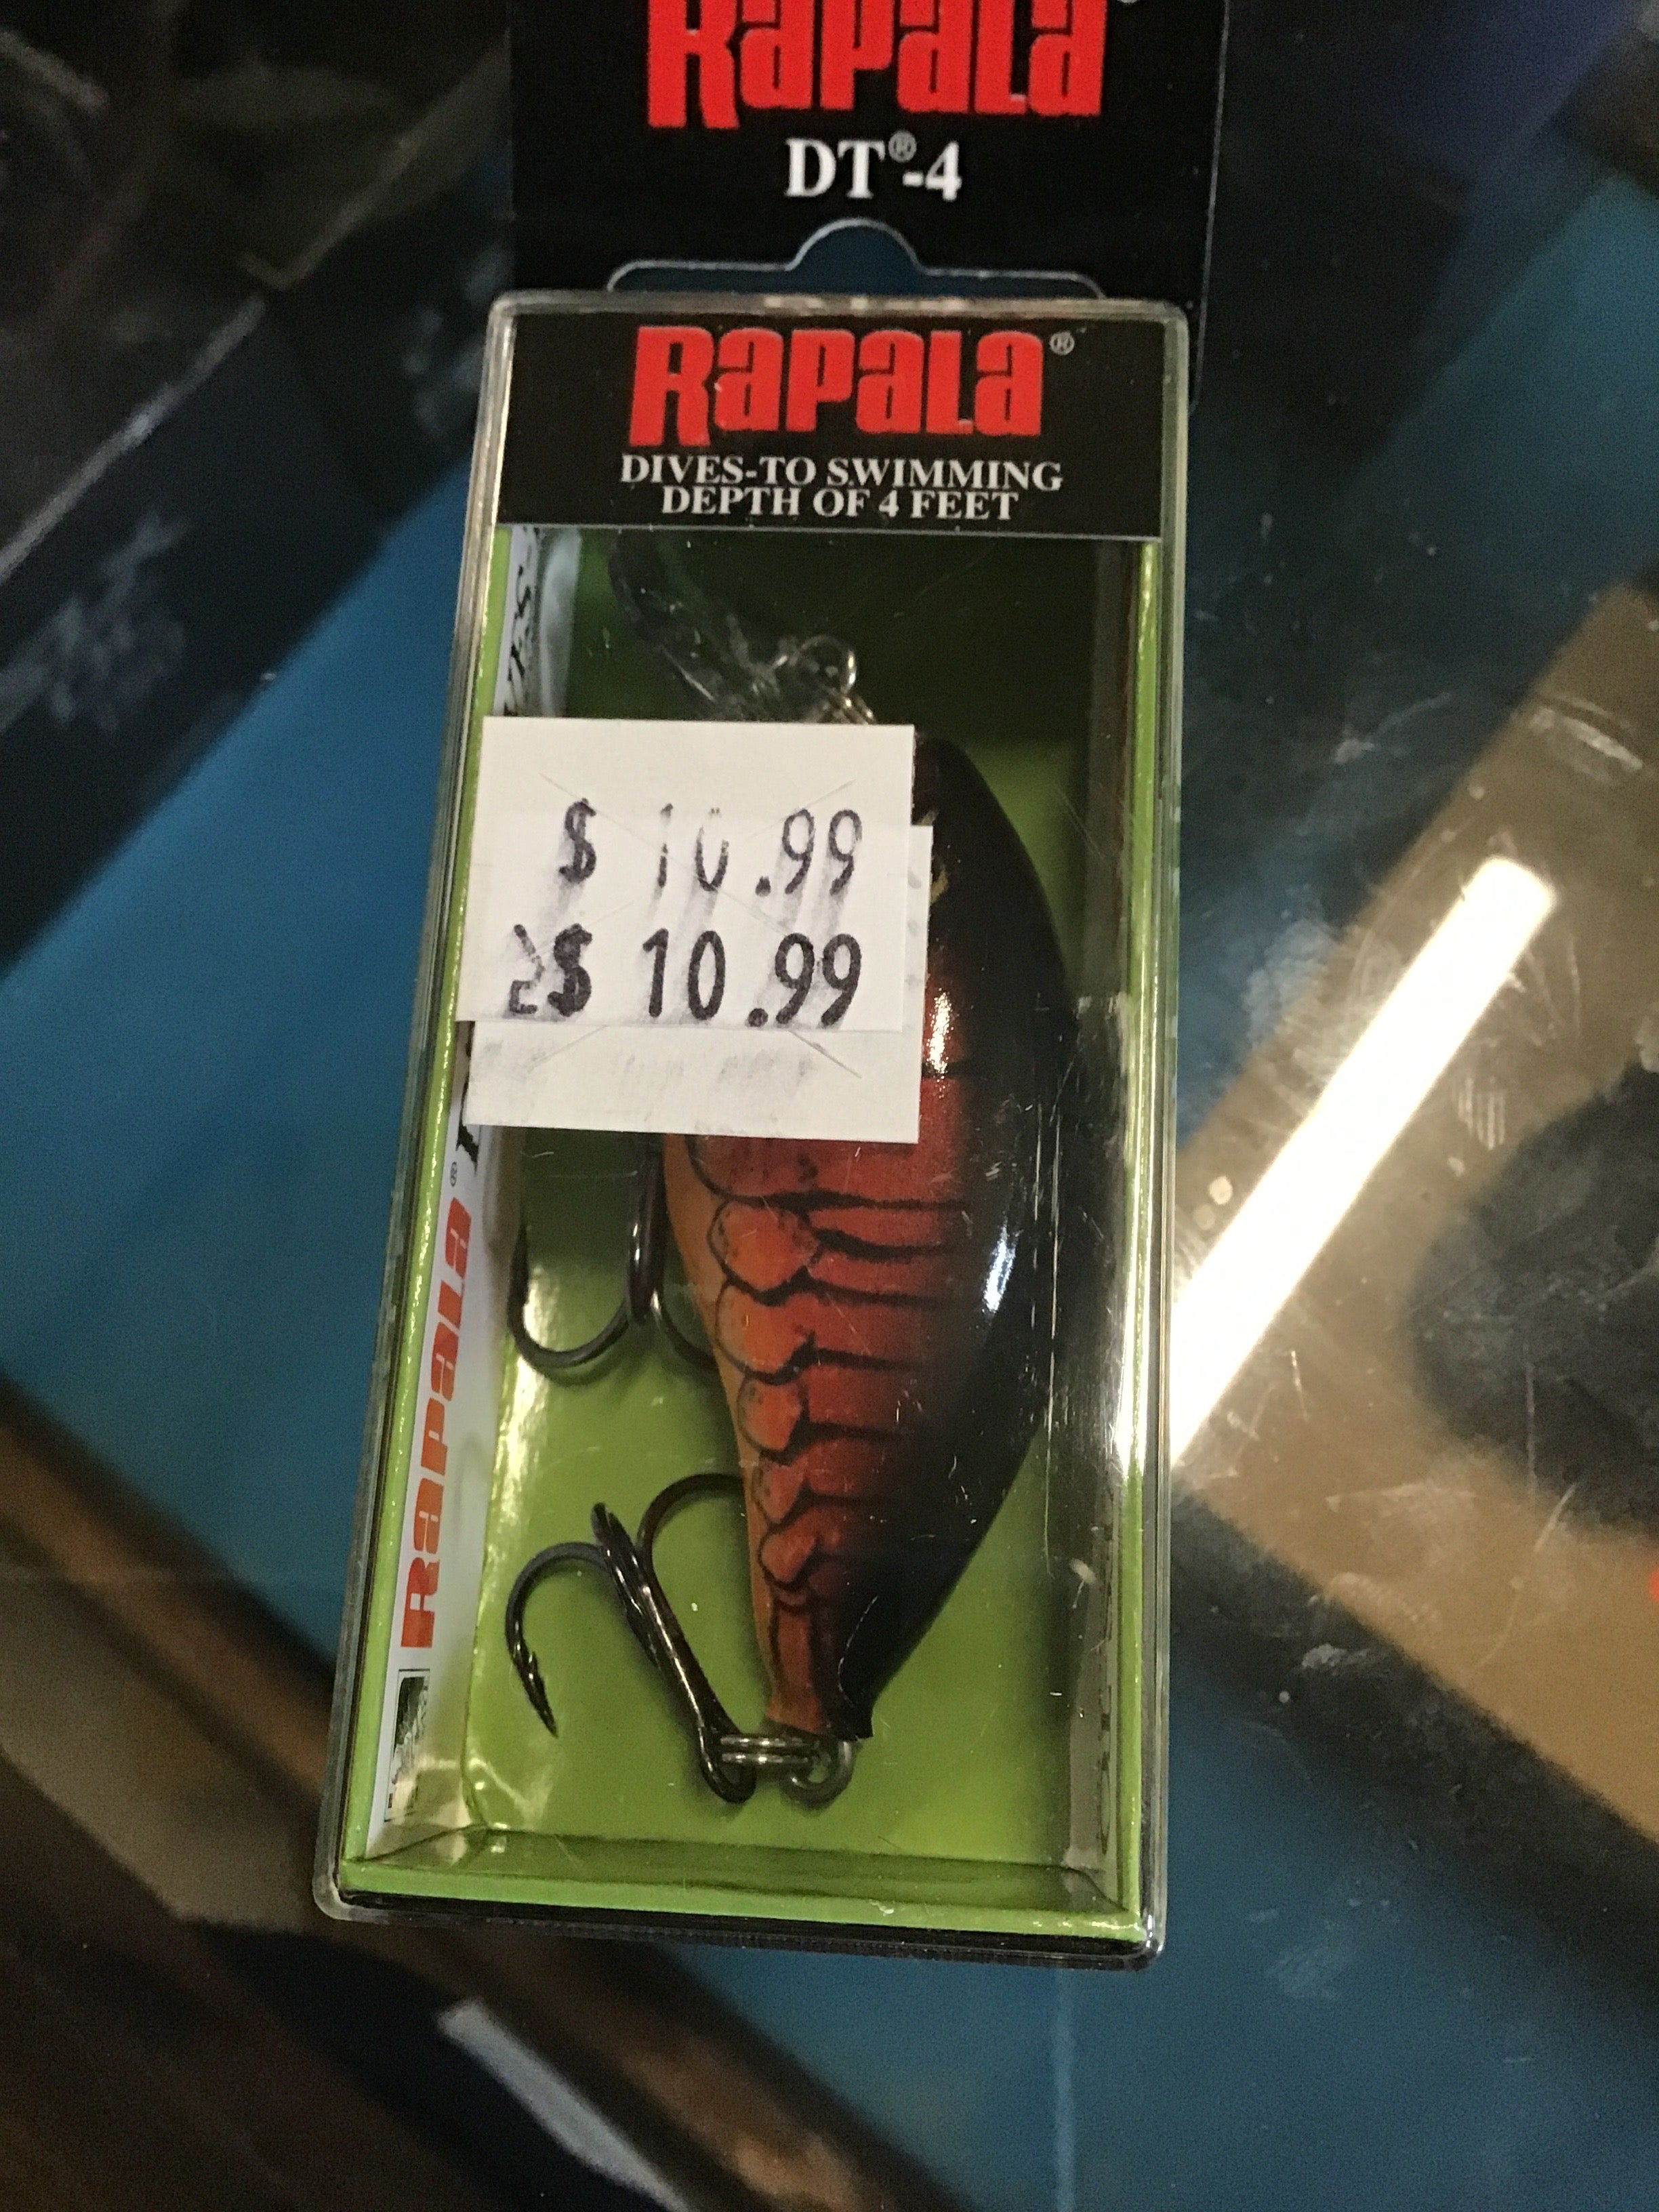 RapaLa
DT®-4
RapaLa®
DIVES-TO SWIMMING
DEPTH OF 4 FEET
$ 10.99
$ 10.99
RapaLa®